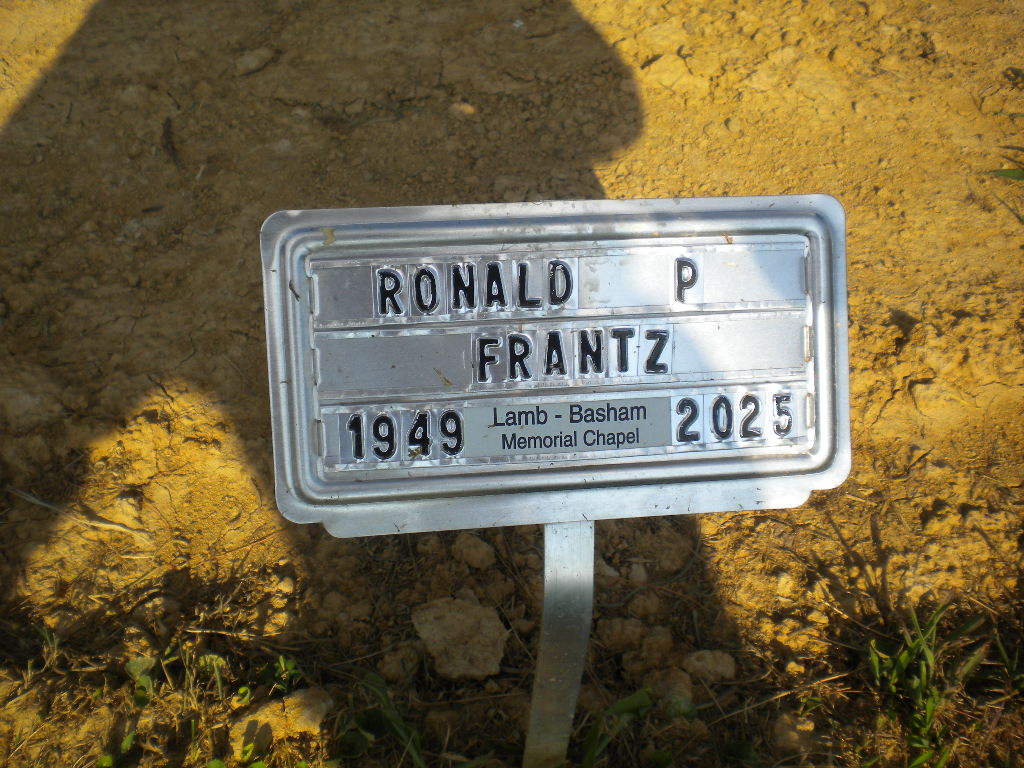 RONALD P
FRANTZ
1949 Lamb - Basham 2025
Memorial Chapel